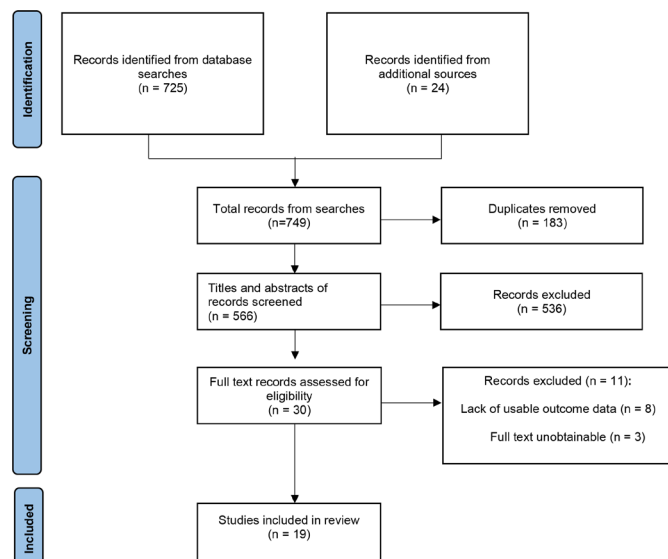 Identification
Records identified from database
searches
(n = 725)
Records identified from
additional sources
(n = 24)
Screening
Total records from searches
(n=749)
Duplicates removed
(n = 183)
Titles and abstracts of
records screened
(n = 566)
Records excluded
(n = 536)
Full text records assessed for
eligibility
(n = 30)
Records excluded (n = 11):
Lack of usable outcome data (n = 8)
Full text unobtainable (n = 3)
Included
Studies included in review
(n = 19)